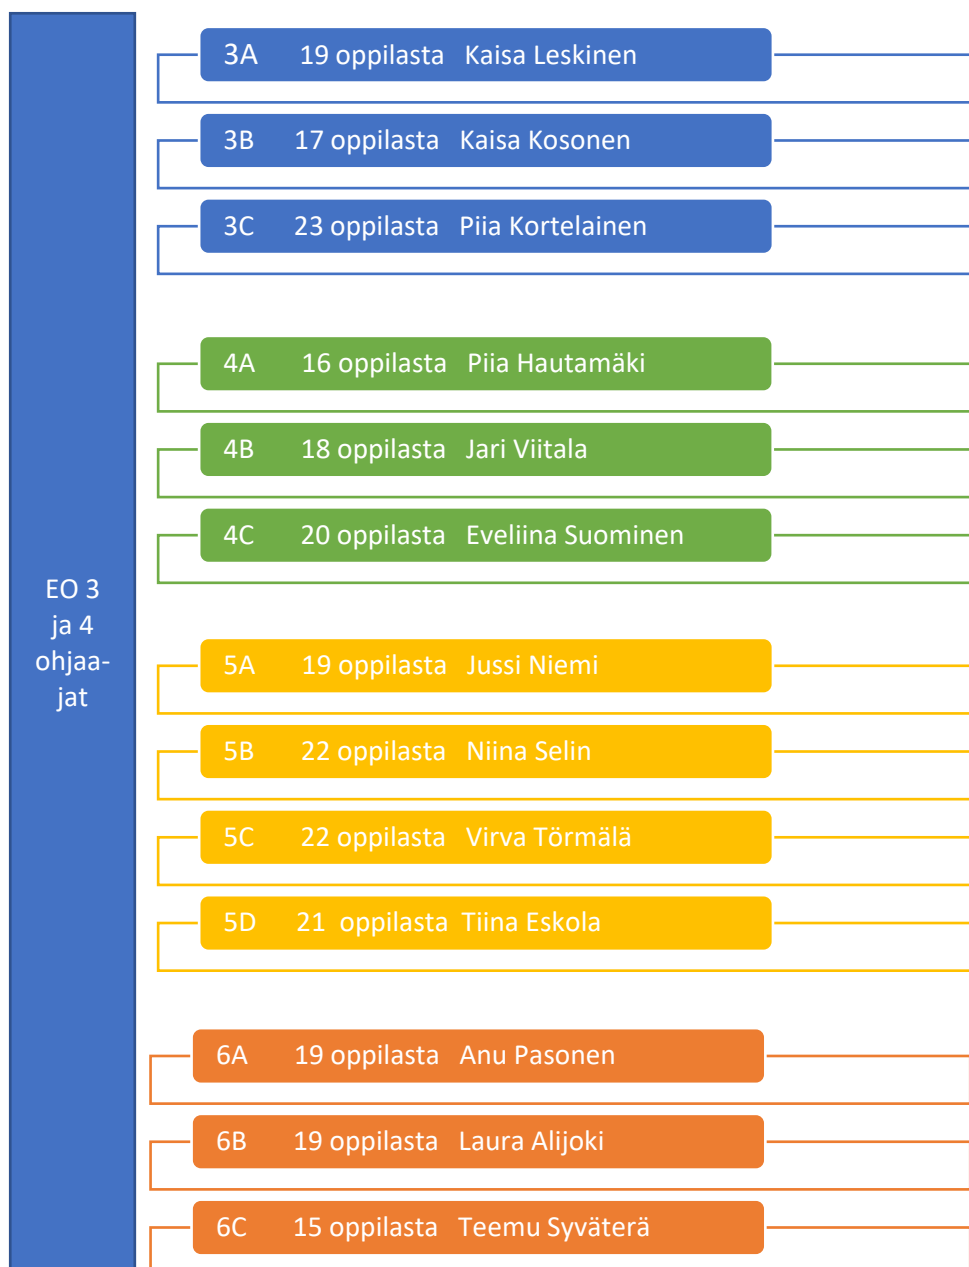 3A 19 oppilasta Kaisa Leskinen
3B 17 oppilasta Kaisa Kosonen
3C 23 oppilasta Piia Kortelainen
4A 16 oppilasta Piia Hautamäki
4B 18 oppilasta Jari Viitala
4C 20 oppilasta Eveliina Suominen
EO 3
ja 4
ohjaa-
jat
5A 19 oppilasta Jussi Niemi
5B 22 oppilasta Niina Selin
5C 22 oppilasta Virva Törmälä
5D 21 oppilasta Tiina Eskola
6A 19 oppilasta Anu Pasonen
6B 19 oppilasta Laura Alijoki
6C 15 oppilasta Teemu Syväterä